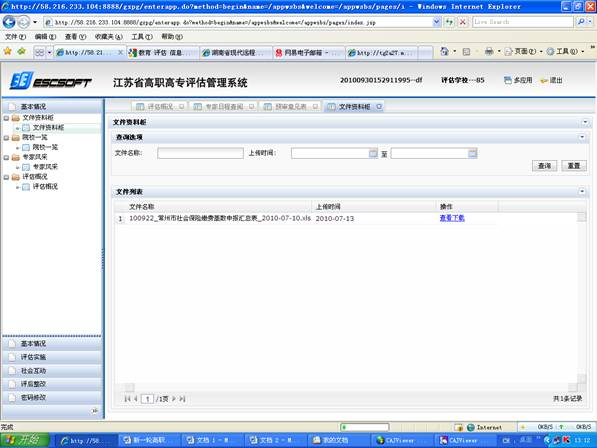 http://58.216.233.104:8888/gzpg/enterapp.do?method=begin&name=/appwsbs&welcome=/appwsbs/pages/i - Windows Internet Explorer
http://58.216.233.104:8888/gzpg/enterapp.do?method=begin&name=/appwsbs&welcome=/appwsbs/pages/index.jsp
Live Search
文件(F) 编辑(E) 查看(V) 收藏夹(A) 工具(T) 帮助(H)
http://58.21... 教育 评估 信息... 湖南省现代远程... 网易电子邮箱 - ... http://tg2a27.m... 页面(P) 工具(O)
ESCSOFT 江苏省高职高专评估管理系统 20100930152911995--df 评估学校---85 多应用 退出
基本情况 评估概况 专家日程查阅 预审意见表 文件资料柜
文件资料柜
文件资料柜
院校一览
院校一览
专家风采
专家风采
评估概况
评估概况
文件资料柜
查询选项
文件名称: 上传时间: 至
查询 重置
文件列表
文件名称 上传时间 操作
1 100922_常州市社会保险缴费基数申报汇总表_2010-07-10.xls 2010-07-13 查看下载
基本情况
评估实施
社会互动
评后整改
密码修改
1 /1页 共1条记录
完成 Internet 0KB/S 0KB/S
开始 http://58.... 新一轮高职... 文档 1 - M... 文档 2 - M... 我的文档 CAJViewer ... CAJViewer ... CH 桌面 13:12